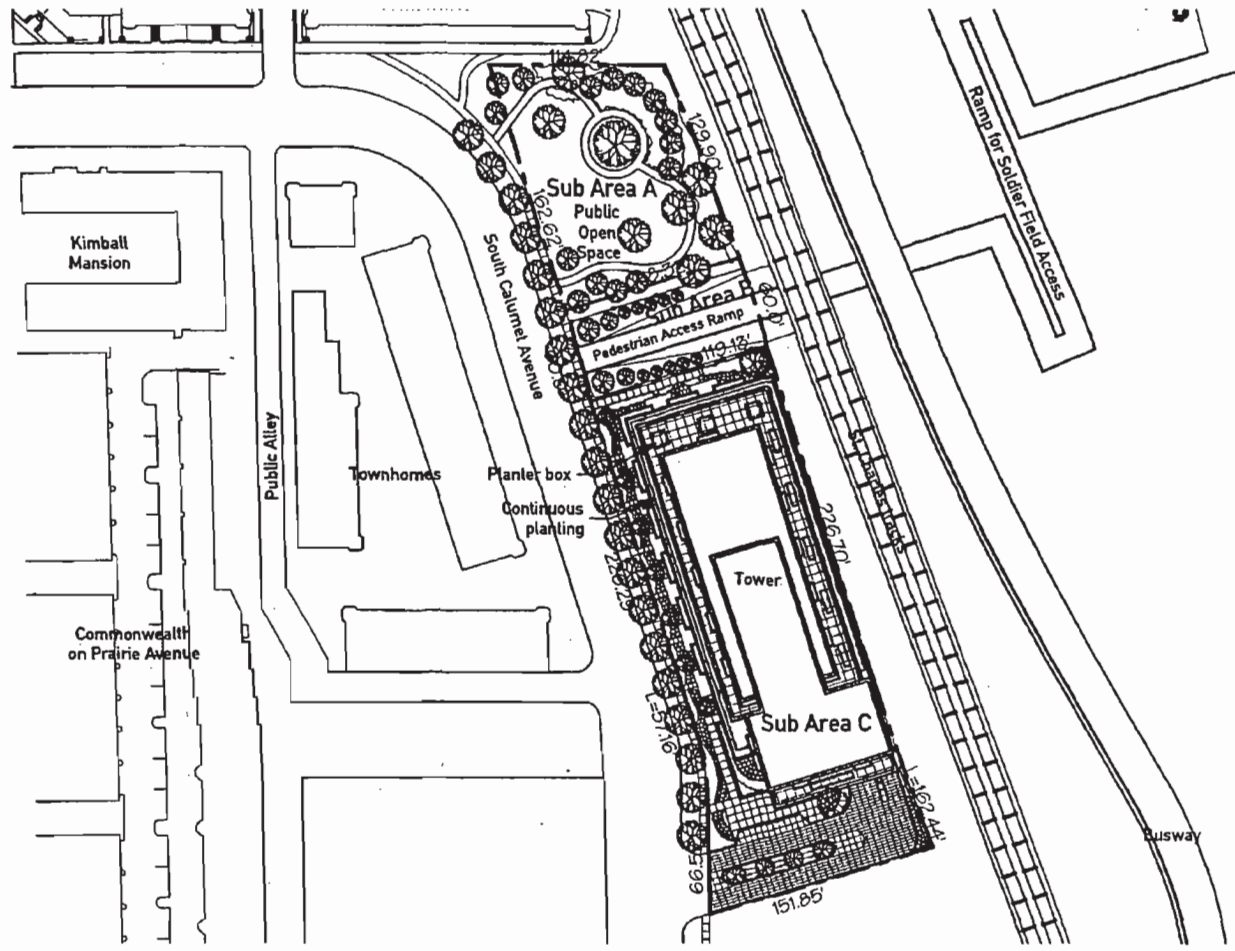 129.90'
Ramp for Soldier Field Access
Sub Area A
Public
Open
Space
162.62'
Kimball
Mansion
South Calumet Avenue
60.0'
Pedestrian Access Ramp
119.13'
Public Alley
Townhomes
Planter box
Continuous
planting
226.70'
Tower
Commonwealth
on Prairie Avenue
L=57.16'
Sub Area C
L=162.44'
Busway
151.85'